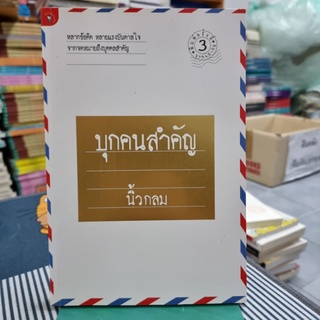 หลากข้อคิด หลายแรงบันดาลใจ
จากจดหมายถึงบุคคลสำคัญ
3
บุคคลสำคัญ
นิ้วกลม